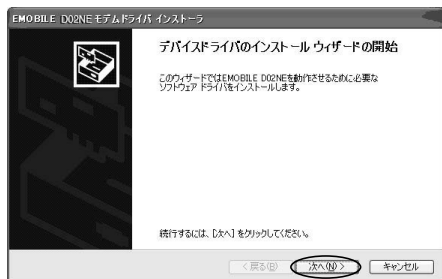 EMOBILE D02NE モデムドライバ インストーラ
デバイスドライバのインストール ウィザードの開始
このウィザードではEMOBILE D02NEを動作させるために必要な
ソフトウェア ドライバをインストールします。
続行するには、[次へ] をクリックしてください。
< 戻る(B) 次へ(N) > キャンセル